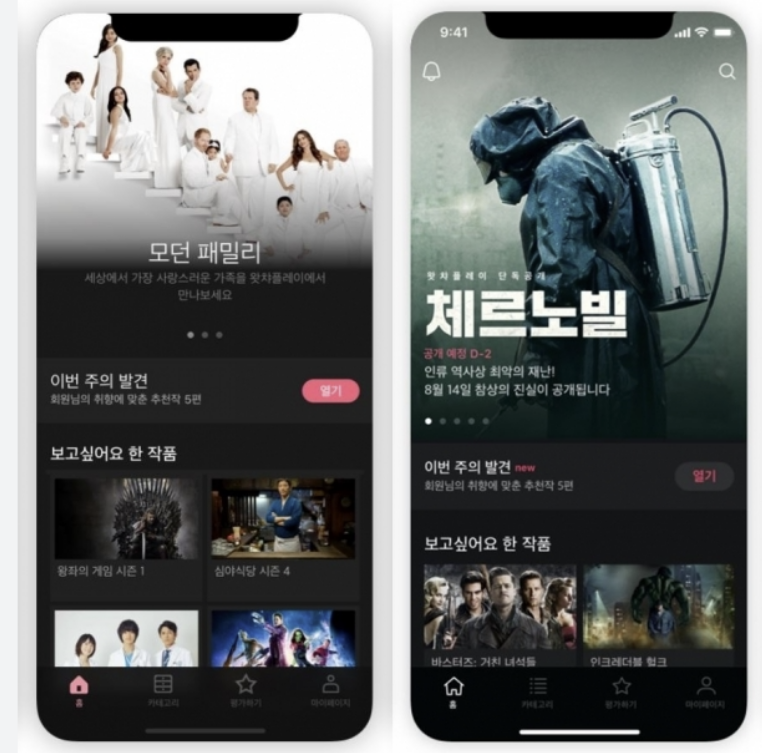 모던 패밀리
세상에서 가장 사랑스러운 가족을 왓챠플레이에서
만나보세요
이번 주의 발견
회원님의 취향에 맞춘 추천작 5편
열기
보고싶어요 한 작품
왕좌의 게임 시즌 1
심야식당 시즌 4
홈
카테고리
평가하기
마이페이지
9:41
왓챠플레이 단독공개
체르노빌
공개 예정 D-2
인류 역사상 최악의 재난!
8월 14일 참상의 진실이 공개됩니다
이번 주의 발견 new
회원님의 취향에 맞춘 추천작 5편
열기
보고싶어요 한 작품
바스터즈: 거친 녀석들
인크레더블 헐크
홈
카테고리
평가하기
마이페이지